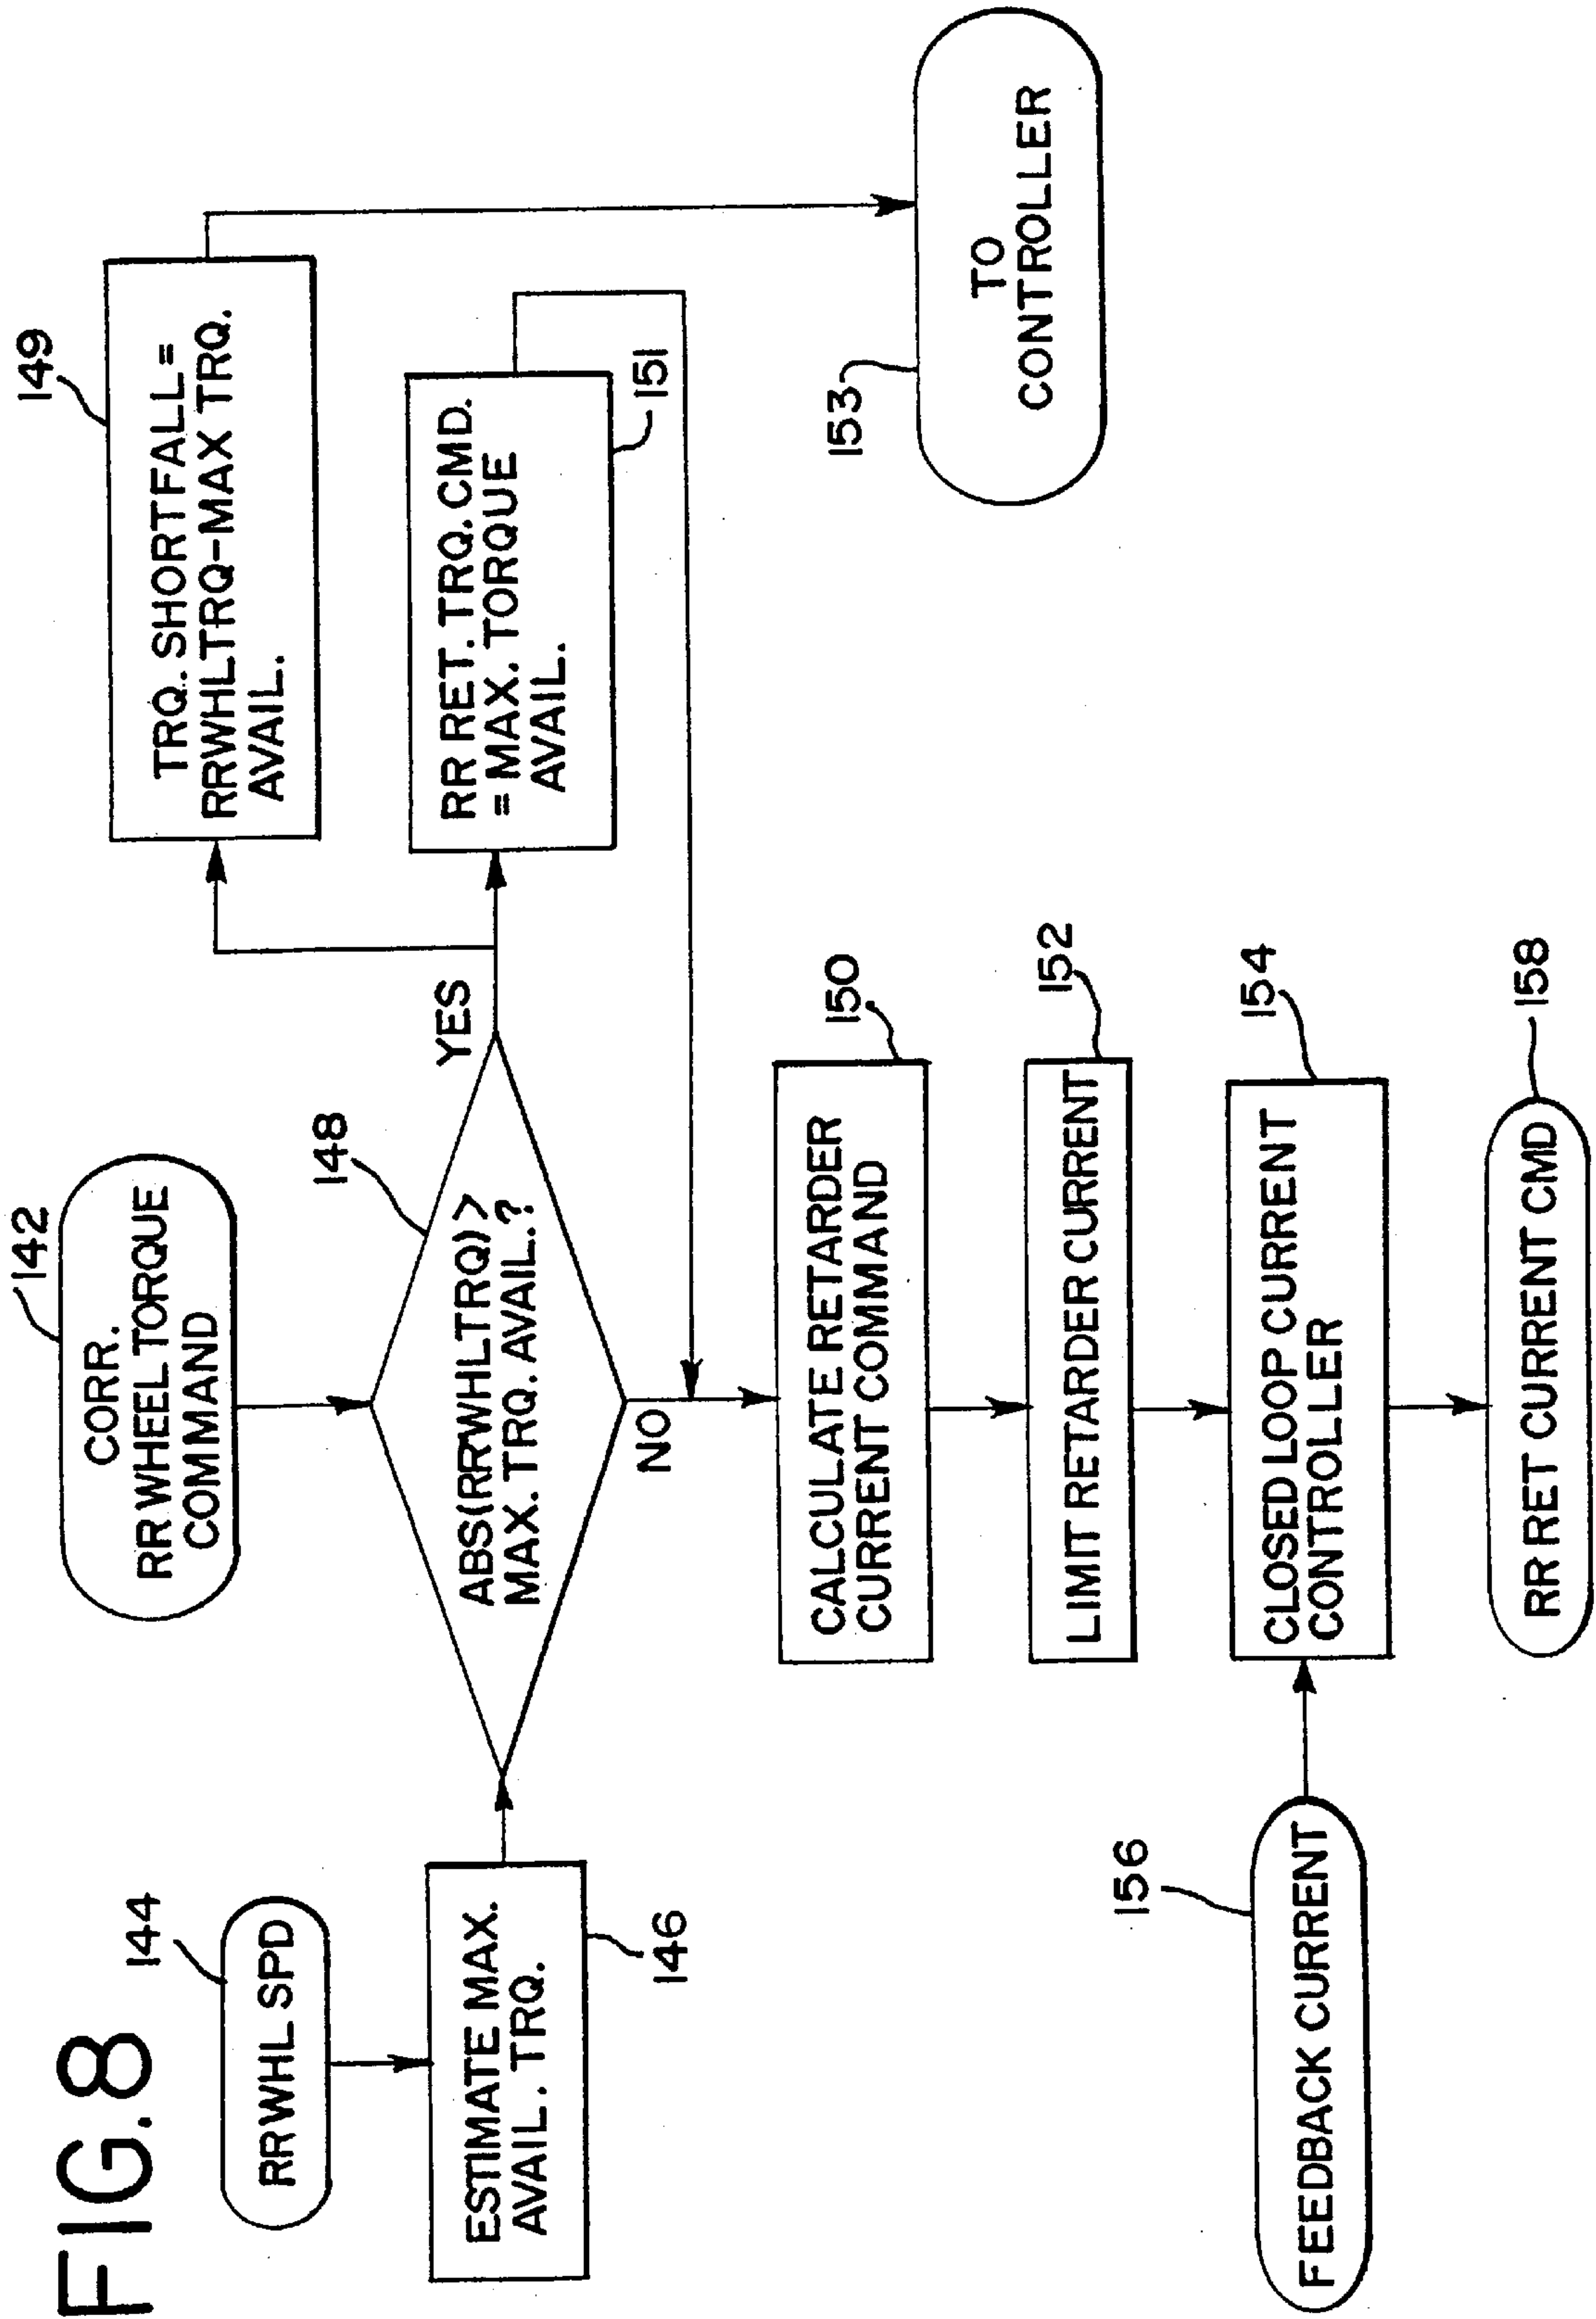 FIG.8
142
CORR.
RR WHEEL TORQUE
COMMAND
144
RRWHL SPD
ESTIMATE MAX.
AVAIL. TRQ.
146
148
ABS(RRWHLTRQ)>
MAX. TRQ. AVAIL.?
YES
NO
149
TRQ. SHORTFALL=
RRWHLTRQ-MAX TRQ.
AVAIL.
RR RET. TRQ. CMD.
= MAX. TORQUE
AVAIL.
151
153
TO
CONTROLLER
150
CALCULATE RETARDER
CURRENT COMMAND
152
LIMIT RETARDER CURRENT
154
CLOSED LOOP CURRENT
CONTROLLER
156
FEEDBACK CURRENT
158
RR RET CURRENT CMD